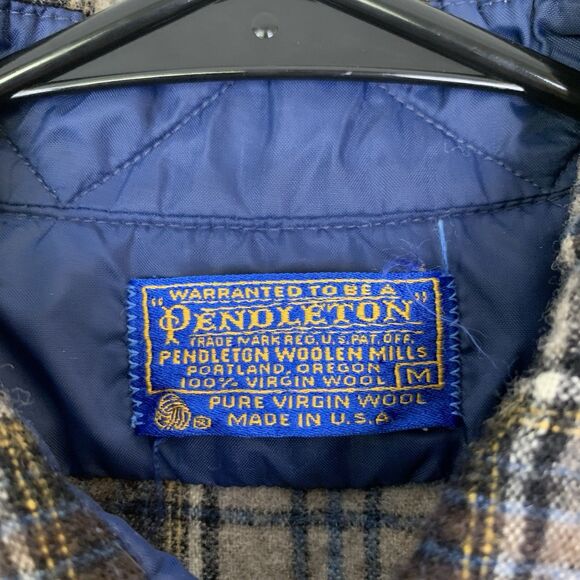 WARRANTED TO BE A
"PENDLETON"
TRADE MARK REG. U.S. PAT. OFF.
PENDLETON WOOLEN MILLS
PORTLAND, OREGON
100% VIRGIN WOOL M
PURE VIRGIN WOOL
® MADE IN U.S.A